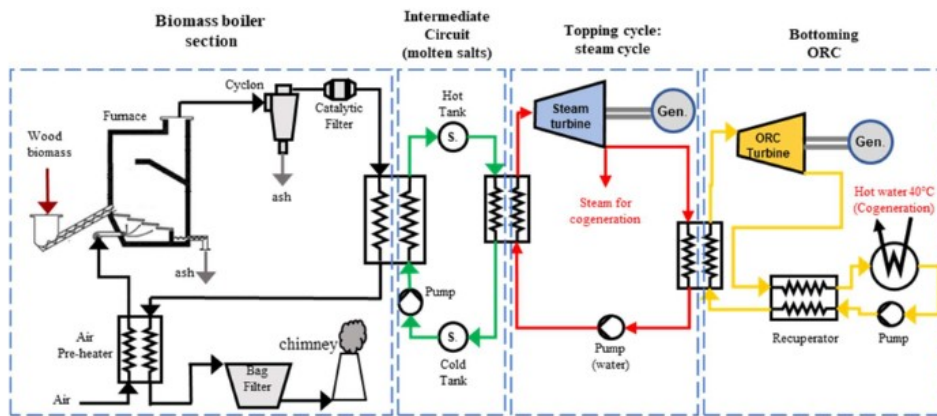 Biomass boiler
section
Intermediate
Circuit
(molten salts)
Topping cycle:
steam cycle
Bottoming
ORC
Cyclon
Catalytic
Filter
Furnace
Wood
biomass
ash
ash
Air
Pre-heater
Air
Bag
Filter
chimney
Hot
Tank
S.
Pump
S.
Cold
Tank
Steam
turbine
Gen.
Steam for
cogeneration
Pump
(water)
ORC
Turbine
Gen.
Hot water 40°C
(Cogeneration)
Recuperator
Pump